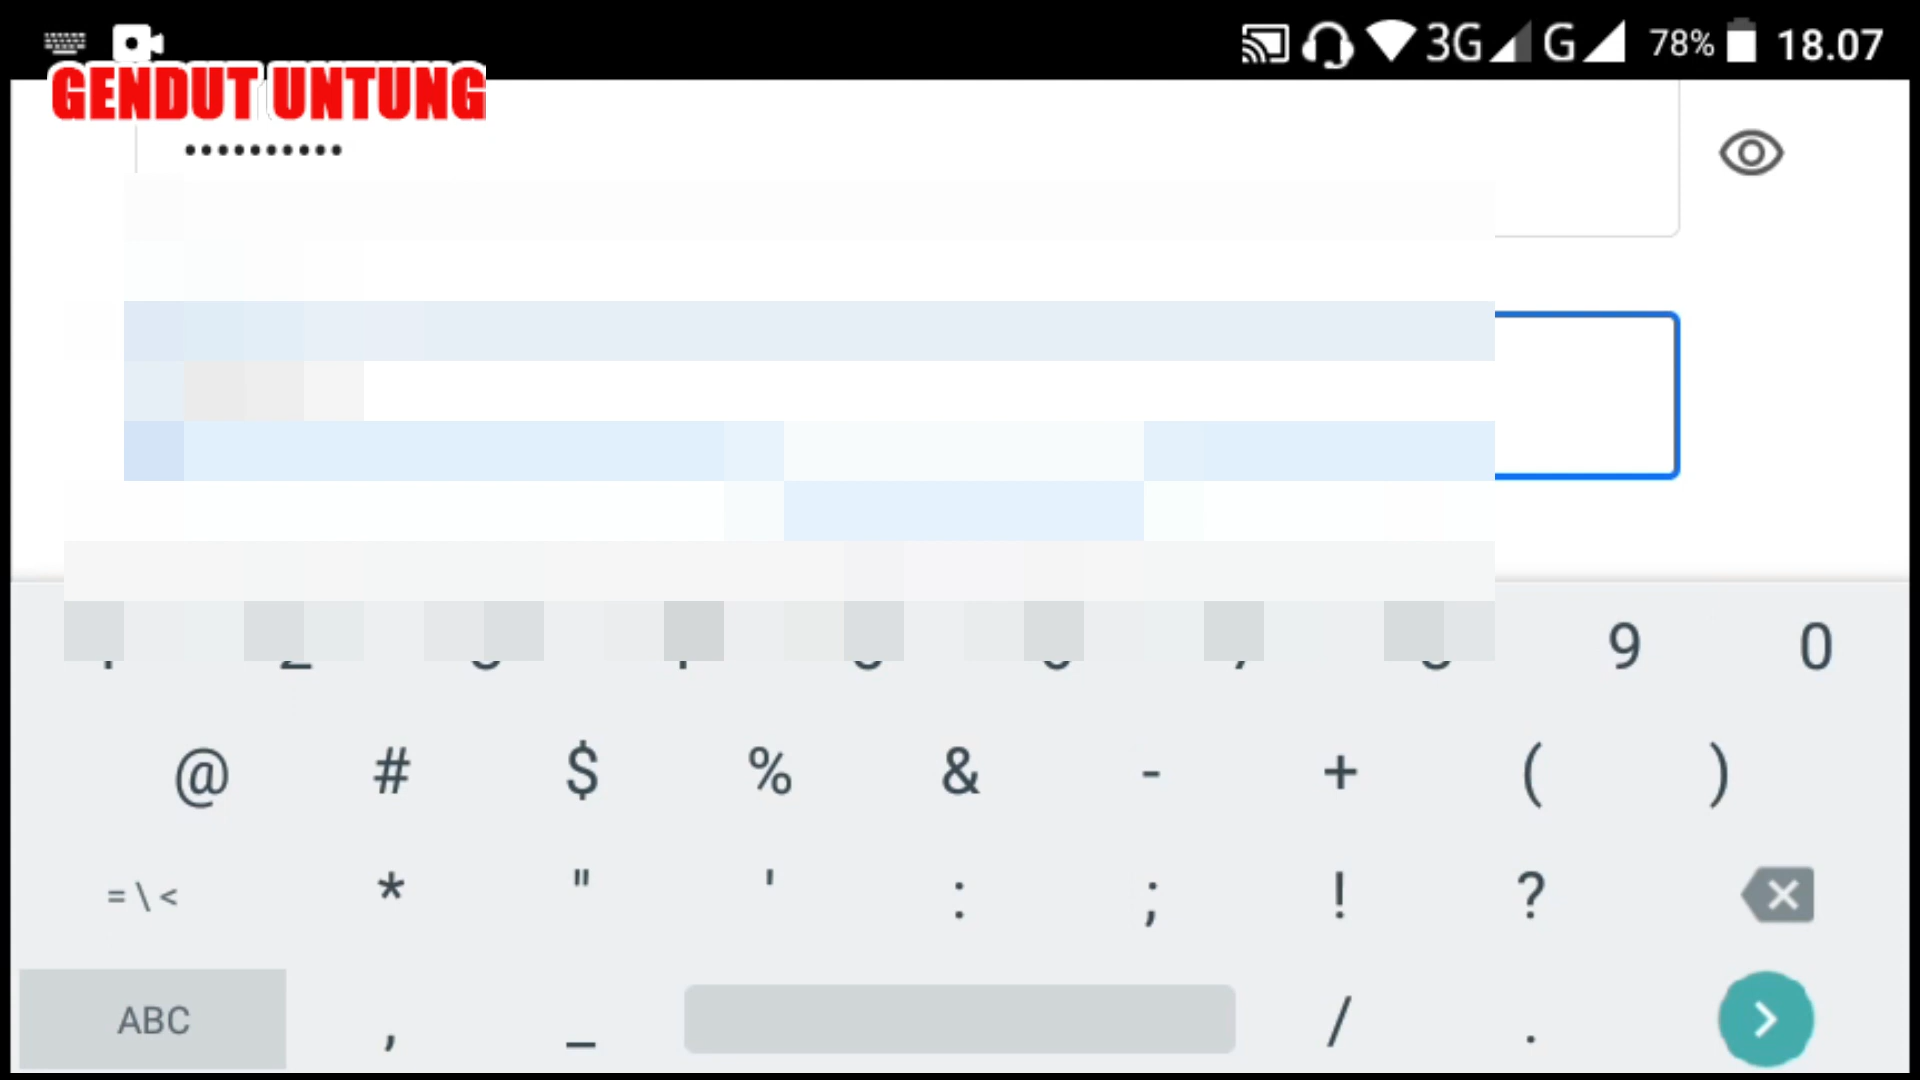 3G G 78% 18.07
GENDUT UNTUNG
••••••••••
9 0
@ # $ % & - + ( )
=\< * " ' : ; ! ?
ABC , _ / .